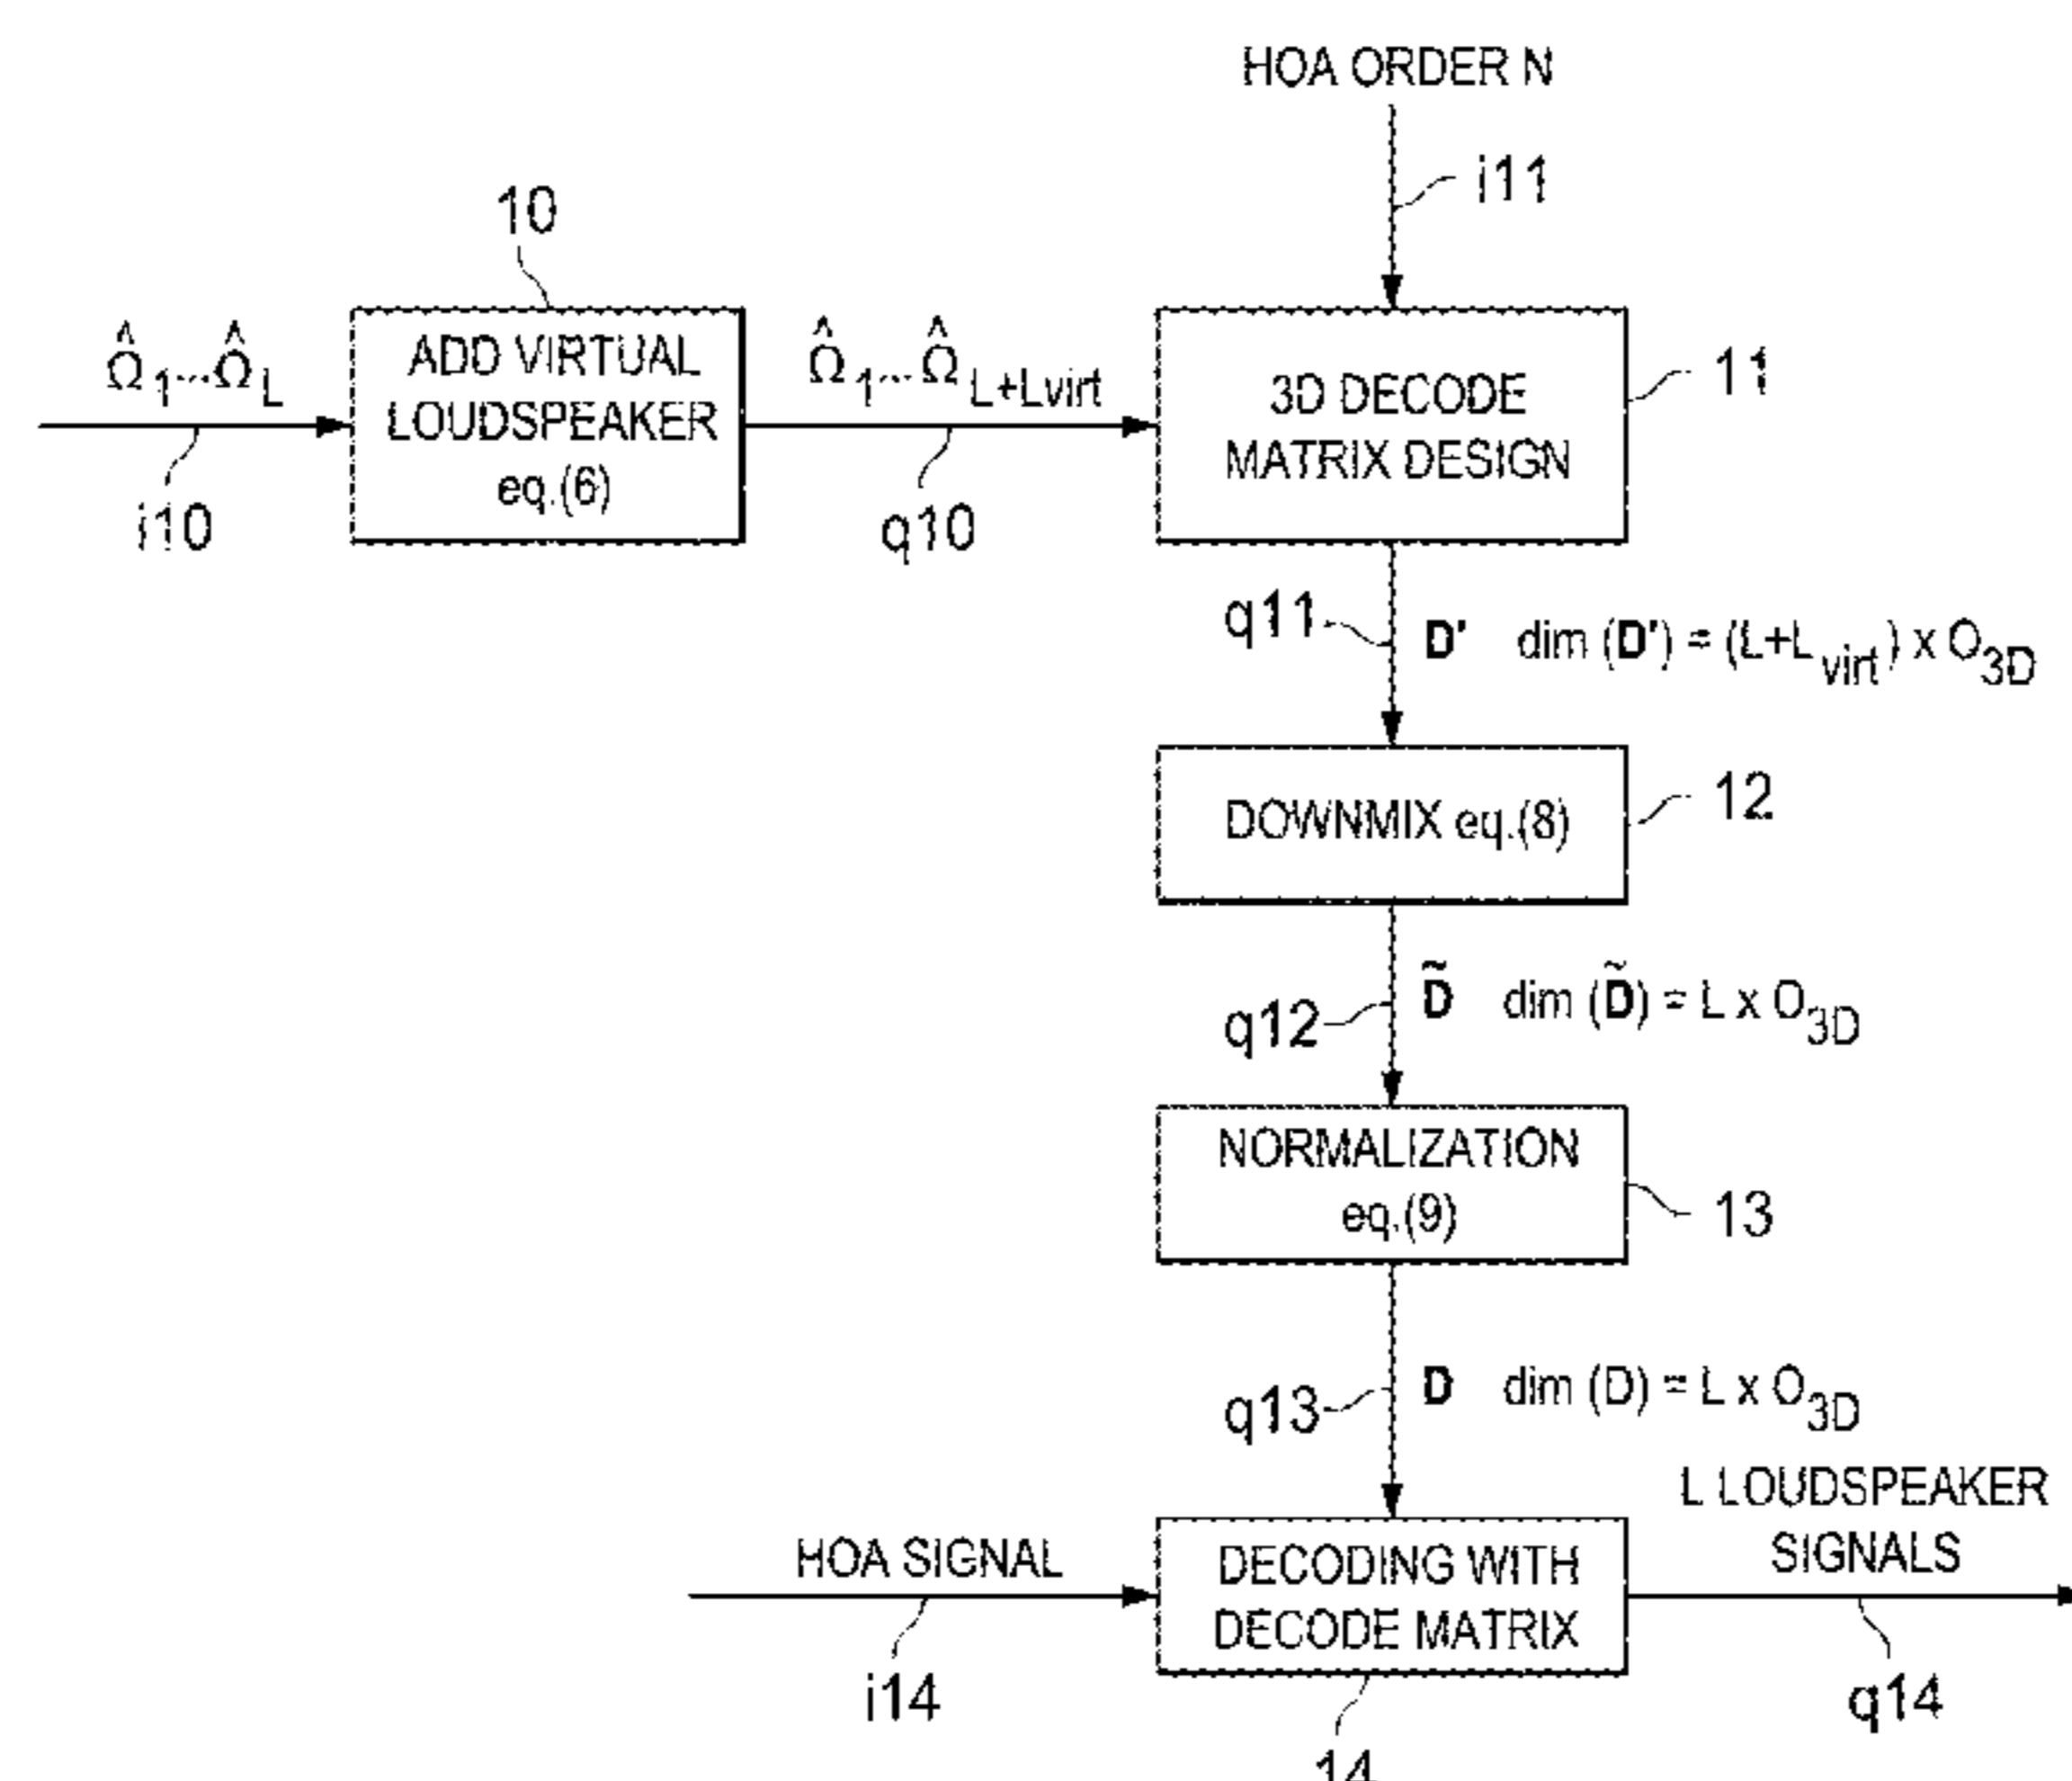 HOA ORDER N
i11
10
Ω̂1...Ω̂L
ADD VIRTUAL
LOUDSPEAKER
eq.(6)
Ω̂1...Ω̂L+Lvirt
3D DECODE
MATRIX DESIGN
11
i10
q10
q11
D' dim (D') = (L+Lvirt) x O3D
DOWNMIX eq.(8)
12
q12
D̃ dim (D̃) = L x O3D
NORMALIZATION
eq.(9)
13
q13
D dim (D) = L x O3D
L LOUDSPEAKER
SIGNALS
HOA SIGNAL
DECODING WITH
DECODE MATRIX
i14
q14
14